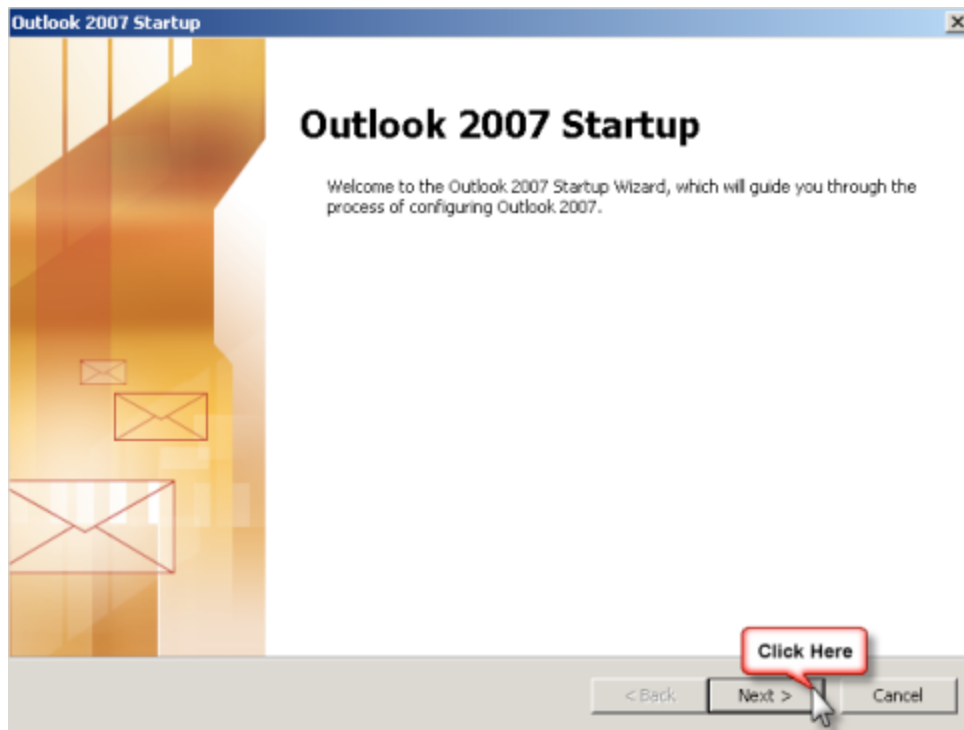 Outlook 2007 Startup
Outlook 2007 Startup
Welcome to the Outlook 2007 Startup Wizard, which will guide you through the
process of configuring Outlook 2007.
Click Here
< Back
Next >
Cancel